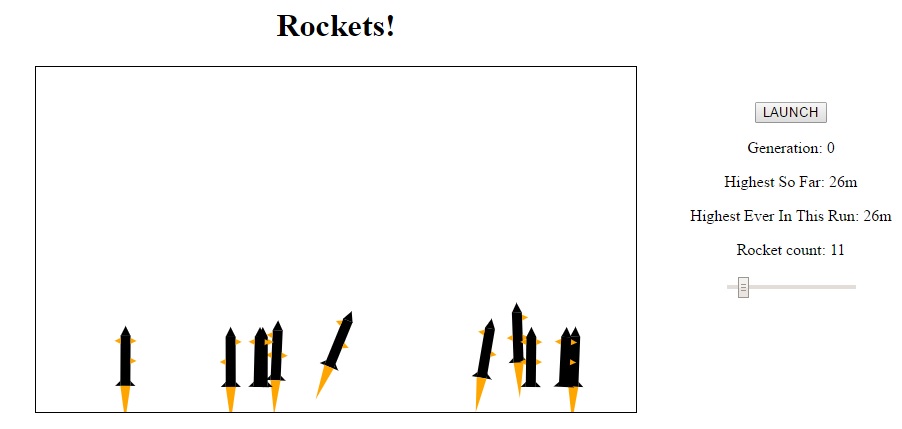 Rockets!
LAUNCH
Generation: 0
Highest So Far: 26m
Highest Ever In This Run: 26m
Rocket count: 11